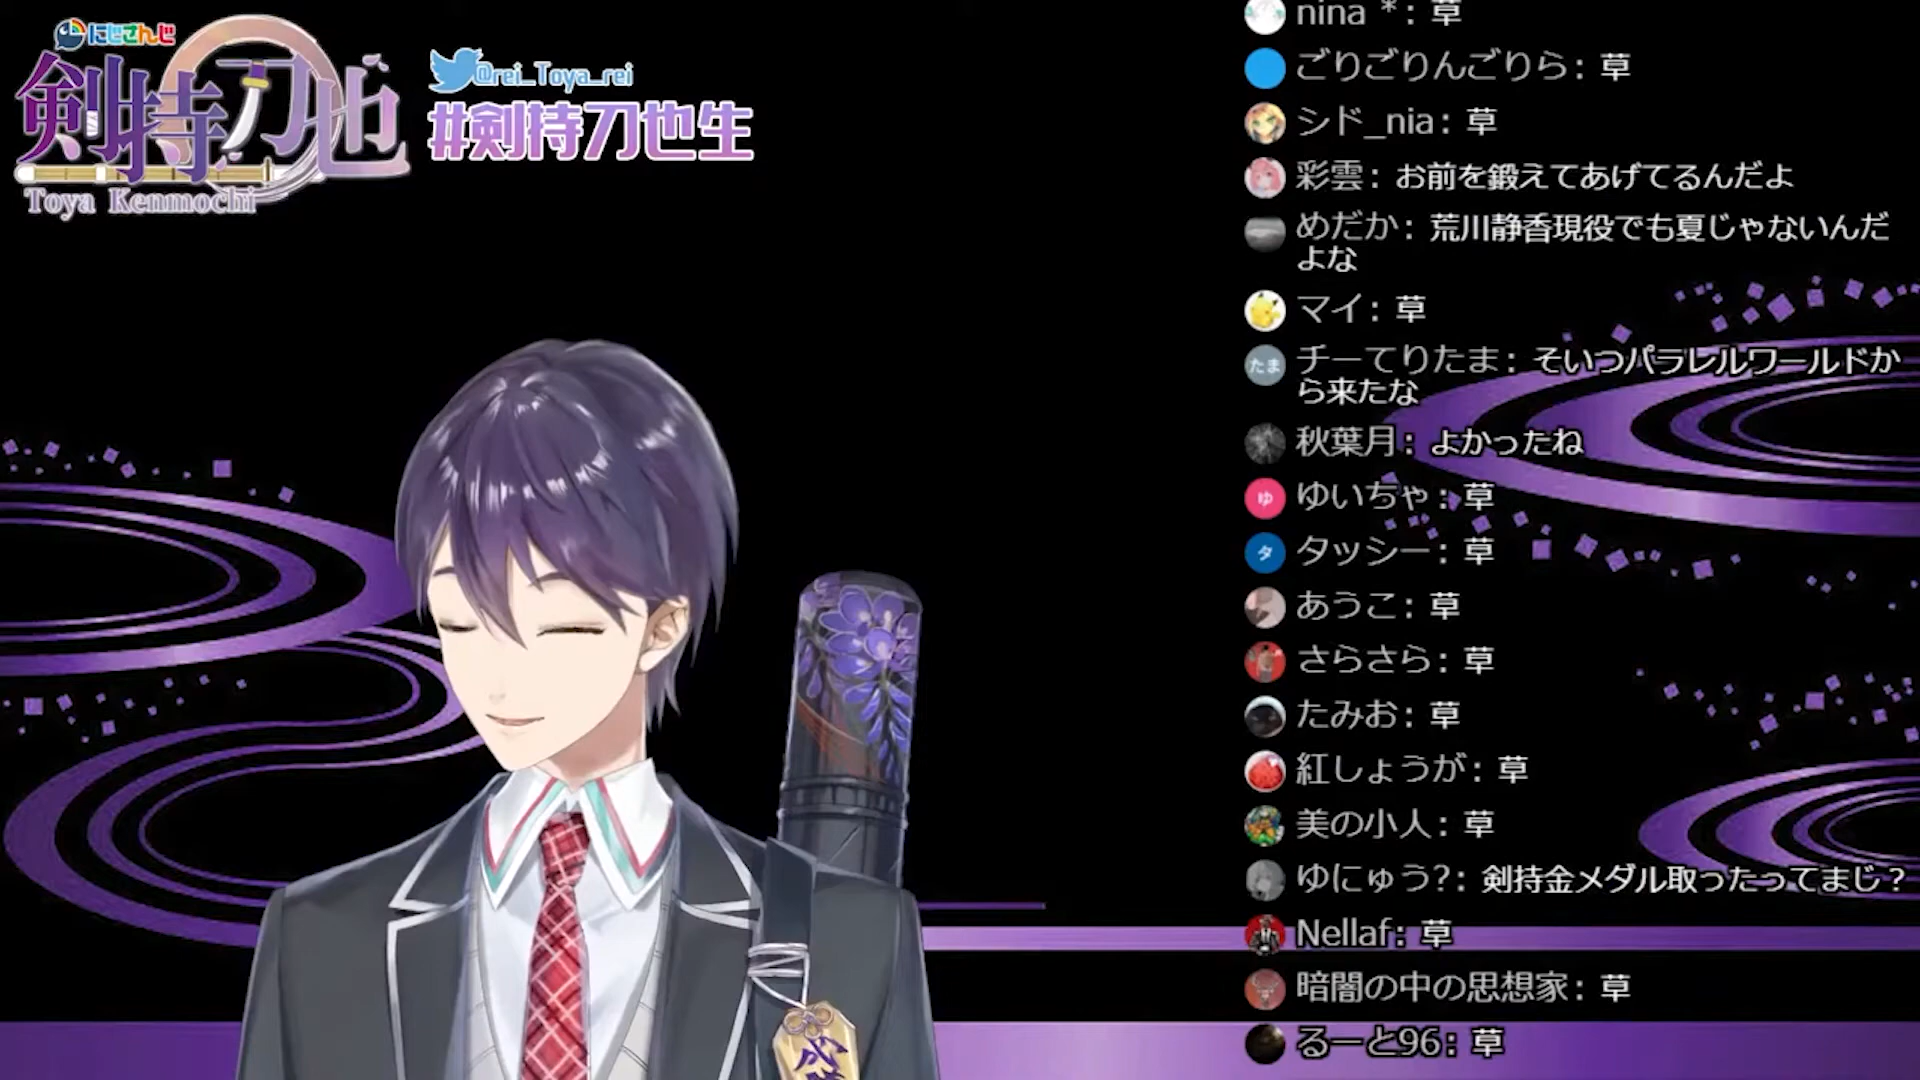 にじさんじ
剣持刀也
Toya Kenmochi
@rei_Toya_rei
#剣持刀也生
nina *: 草
ごりごりんごりら: 草
シド_nia: 草
彩雲: お前を鍛えてあげてるんだよ
めだか: 荒川静香現役でも夏じゃないんだ
よな
マイ: 草
たま
チーてりたま: そいつパラレルワールドか
ら来たな
秋葉月: よかったね
ゆ
ゆいちゃ: 草
タ
タッシー: 草
あうこ: 草
さらさら: 草
たみお: 草
紅しょうが: 草
美の小人: 草
ゆにゅう?: 剣持金メダル取ったってまじ?
Nellaf: 草
暗闇の中の思想家: 草
るーと96: 草